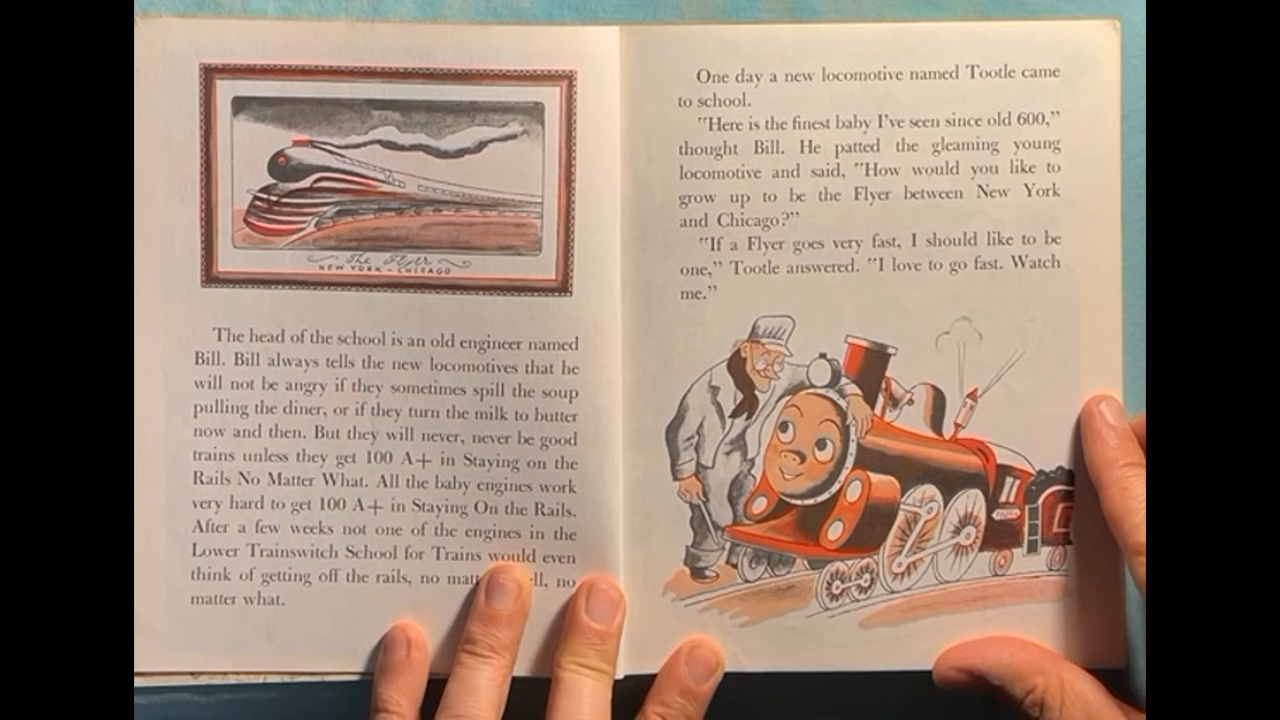 The Flyer
NEW YORK - CHICAGO
The head of the school is an old engineer named
Bill. Bill always tells the new locomotives that he
will not be angry if they sometimes spill the soup
pulling the diner, or if they turn the milk to butter
now and then. But they will never, never be good
trains unless they get 100 A+ in Staying on the
Rails No Matter What. All the baby engines work
very hard to get 100 A+ in Staying On the Rails.
After a few weeks not one of the engines in the
Lower Trainswitch School for Trains would even
think of getting off the rails, no no
matter what.
One day a new locomotive named Tootle came
to school.
"Here is the finest baby I've seen since old 600,"
thought Bill. He patted the gleaming young
locomotive and said, "How would you like to
grow up to be the Flyer between New York
and Chicago?"
"If a Flyer goes very fast, I should like to be
one," Tootle answered. "I love to go fast. Watch
me."